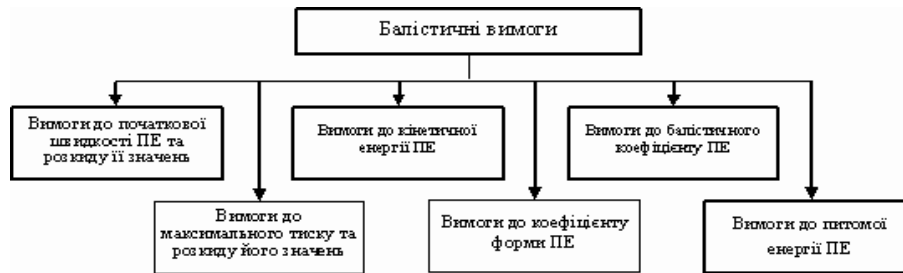 Балістичні вимоги
Вимоги до початкової
швидкості ПЕ та
розкиду її значень
Вимоги до кінетичної
енергії ПЕ
Вимоги до балістичного
коефіцієнту ПЕ
Вимоги до
максимального тиску та
розкиду його значень
Вимоги до коефіцієнту
форми ПЕ
Вимоги до питомої
енергії ПЕ